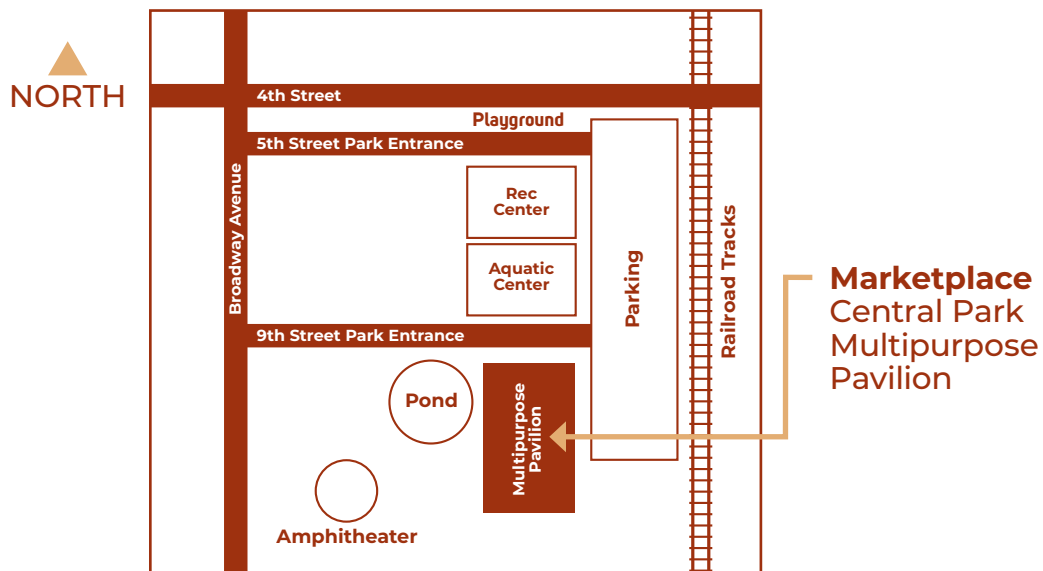 NORTH
4th Street
Playground
5th Street Park Entrance
Broadway Avenue
Rec
Center
Aquatic
Center
Parking
Railroad Tracks
Marketplace
Central Park
Multipurpose
Pavilion
9th Street Park Entrance
Pond
Multipurpose
Pavilion
Amphitheater